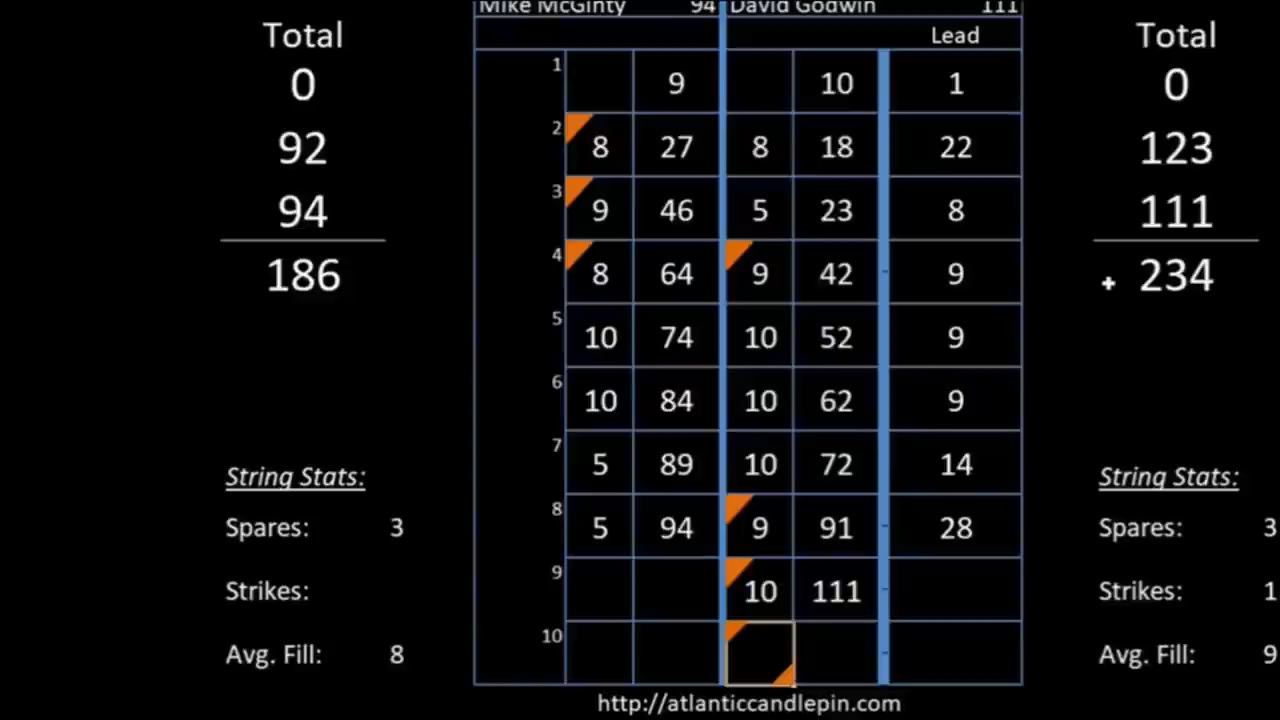 Mike McGinty 94 David Godwin 111
Total Lead Total
0 1 9 10 1 0
92 2 8 27 8 18 22 123
94 3 9 46 5 23 8 111
186 4 8 64 9 42 9 + 234
5 10 74 10 52 9
6 10 84 10 62 9
String Stats: 7 5 89 10 72 14 String Stats:
Spares: 3 8 5 94 9 91 28 Spares: 3
Strikes: 9 10 111 Strikes: 1
Avg. Fill: 8 10 Avg. Fill: 9
http://atlanticcandlepin.com